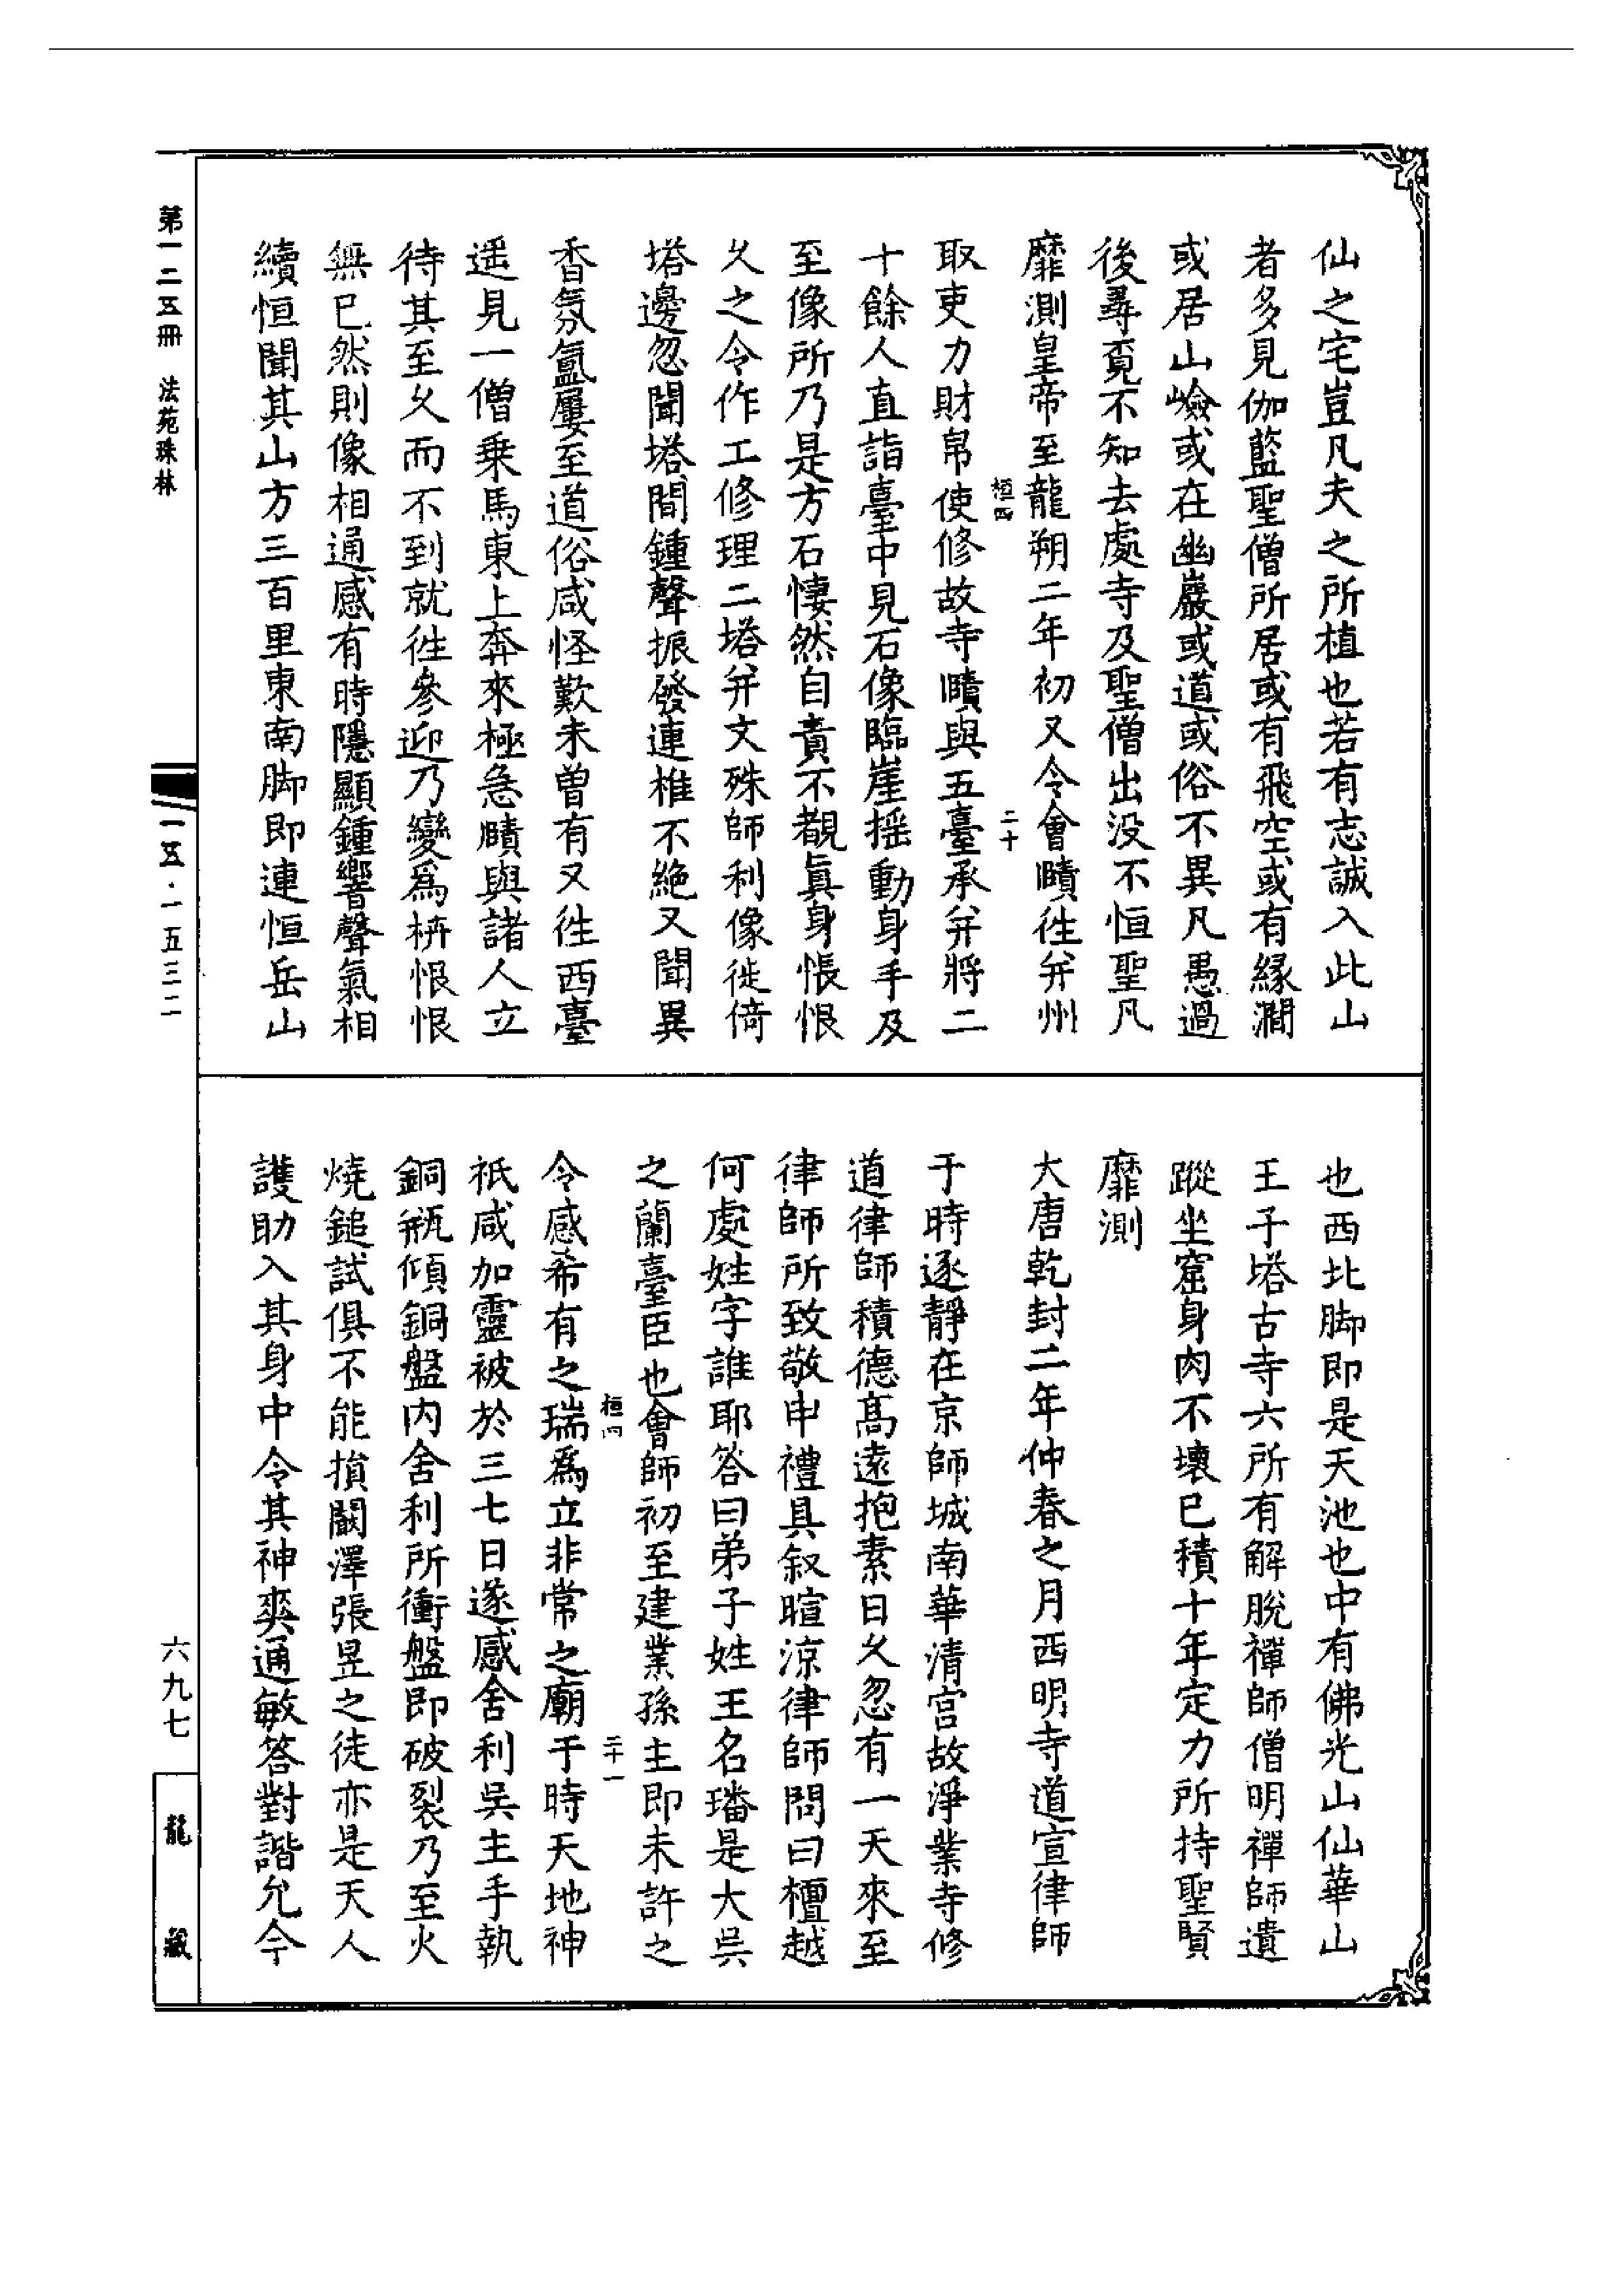 仙之宅豈凡夫之所植也若有志誠入此山
者多見伽藍聖僧所居或有飛空或有緣澗
或居山嶮或在幽巖或道或俗不異凡愚過
後尋覔不知去處寺及聖僧出没不恒聖凡
靡測皇帝至龍朔二年初又令會賾徃并州
桓四 二十
取吏力財帛使修故寺賾與五臺承并將二
十餘人直詣臺中見石像臨崖揺動身手及
至像所乃是方石悽然自責不覩眞身悵恨
乆之令作工修理二塔并文殊師利像徙倚
塔邊忽聞塔間鍾聲振發連椎不絶又聞異
香氛氲屢至道俗咸怪歎未曾有又徃西臺
遥見一僧乗馬東上奔來極急賾與諸人立
待其至乆而不到就徃參迎乃變爲枿恨恨
無已然則像相通感有時隱顯鍾響聲氣相
續恒聞其山方三百里東南脚即連恒岳山
也西北脚即是天池也中有佛光山仙華山
王子塔古寺六所有解脫禪師僧明禪師遺
蹤坐窟身肉不壞已積十年定力所持聖賢
靡測
大唐乾封二年仲春之月西明寺道宣律師
于時逐靜在京師城南華清宫故淨業寺修
道律師積德髙遠抱素日乆忽有一天來至
律師所致敬申禮具叙暄涼律師問曰檀越
何處姓字誰耶答曰弟子姓王名璠是大吳
之蘭臺臣也會師初至建業孫主即未許之
桓四 二十一
令感希有之瑞爲立非常之廟于時天地神
祇咸加靈被於三七日遂感舍利吳主手執
銅瓶傾銅盤内舍利所衝盤即破裂乃至火
燒鎚試俱不能損闞澤張昱之徒亦是天人
護助入其身中令其神爽通敏答對諧允今
第一二五冊 法苑珠林
一五·一五三二
六九七
龍藏